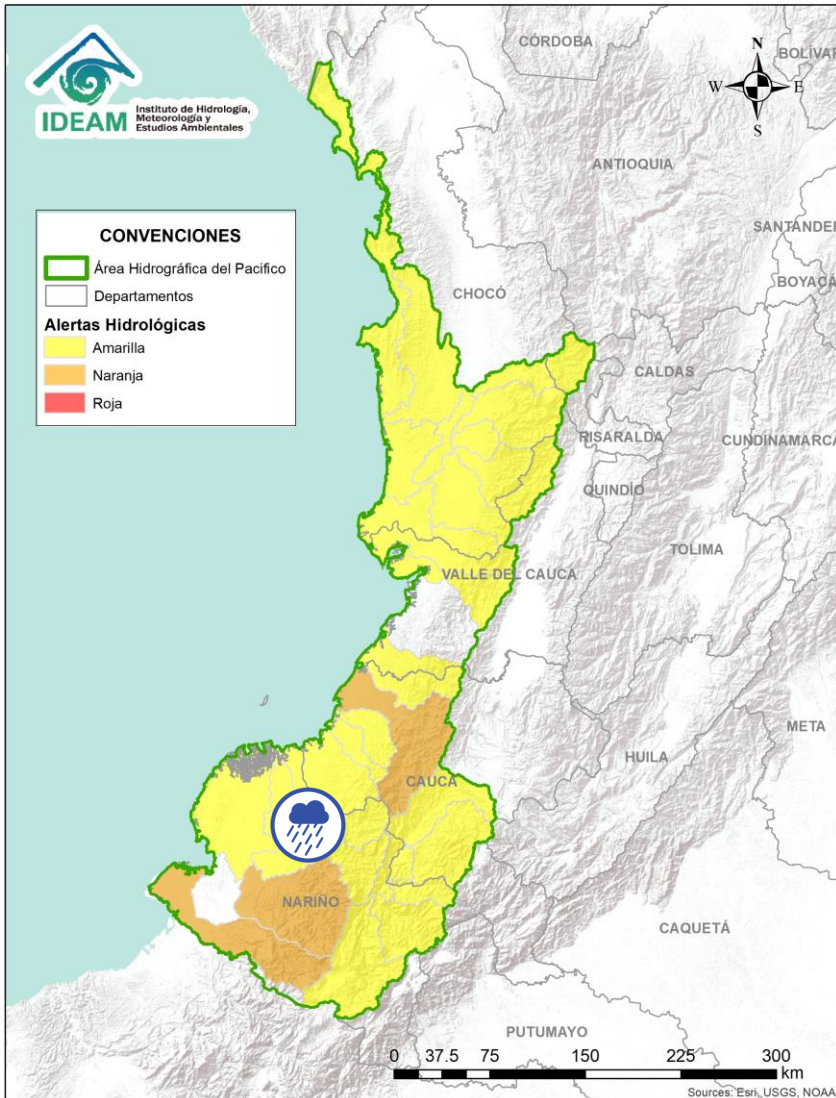 IDEAM
Instituto de Hidrología,
Meteorología y
Estudios Ambientales
CONVENCIONES
Área Hidrográfica del Pacifico
Departamentos
Alertas Hidrológicas
Amarilla
Naranja
Roja
N
W
E
S
CÓRDOBA
BOLÍVAR
ANTIOQUIA
SANTANDER
BOYACÁ
CHOCÓ
CALDAS
RISARALDA
CUNDINAMARCA
QUINDÍO
TOLIMA
VALLE DEL CAUCA
META
HUILA
CAUCA
NARIÑO
CAQUETÁ
PUTUMAYO
0 37.5 75 150 225 300
km
Sources: Esri, USGS, NOAA